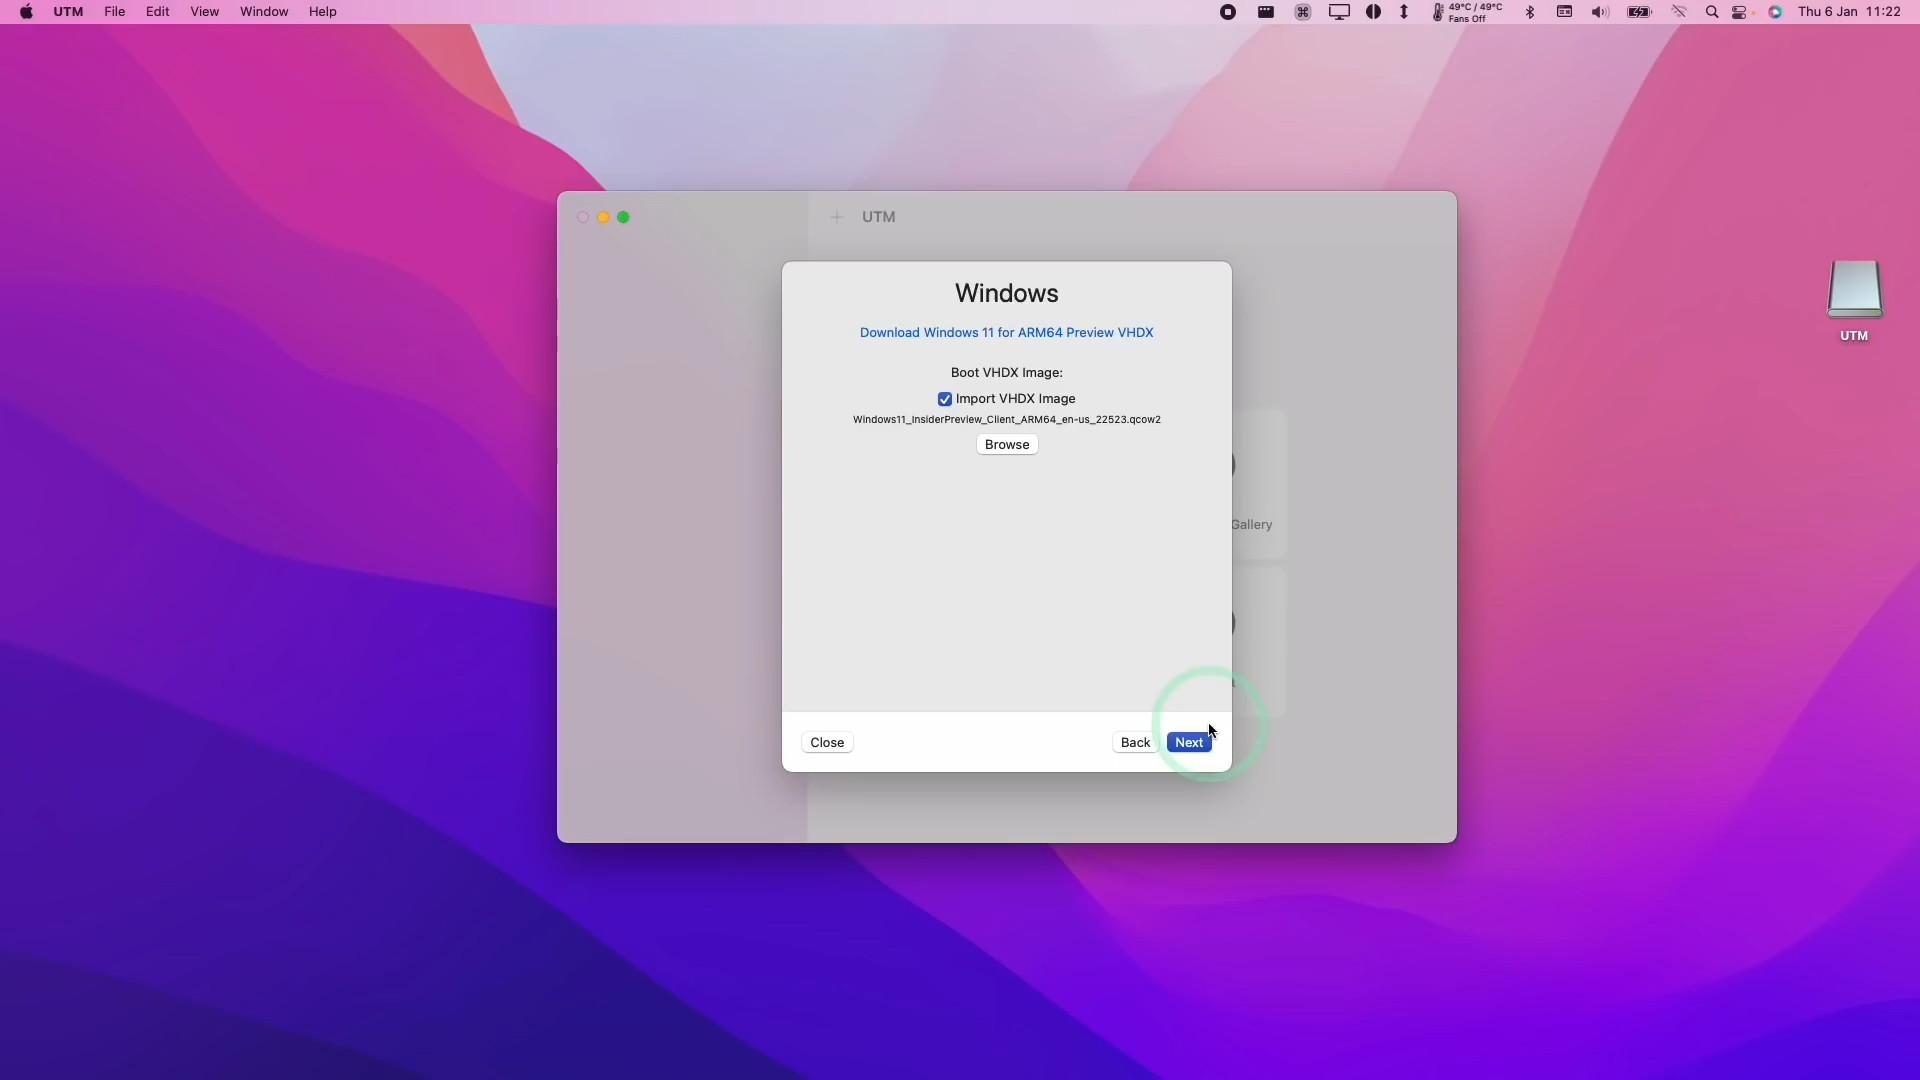 UTM File Edit View Window Help
49°C / 49°C
Fans Off
Thu 6 Jan 11:22
UTM
Windows
Download Windows 11 for ARM64 Preview VHDX
Boot VHDX Image:
Import VHDX Image
Windows11_InsiderPreview_Client_ARM64_en-us_22523.qcow2
Browse
Gallery
Close Back Next
UTM